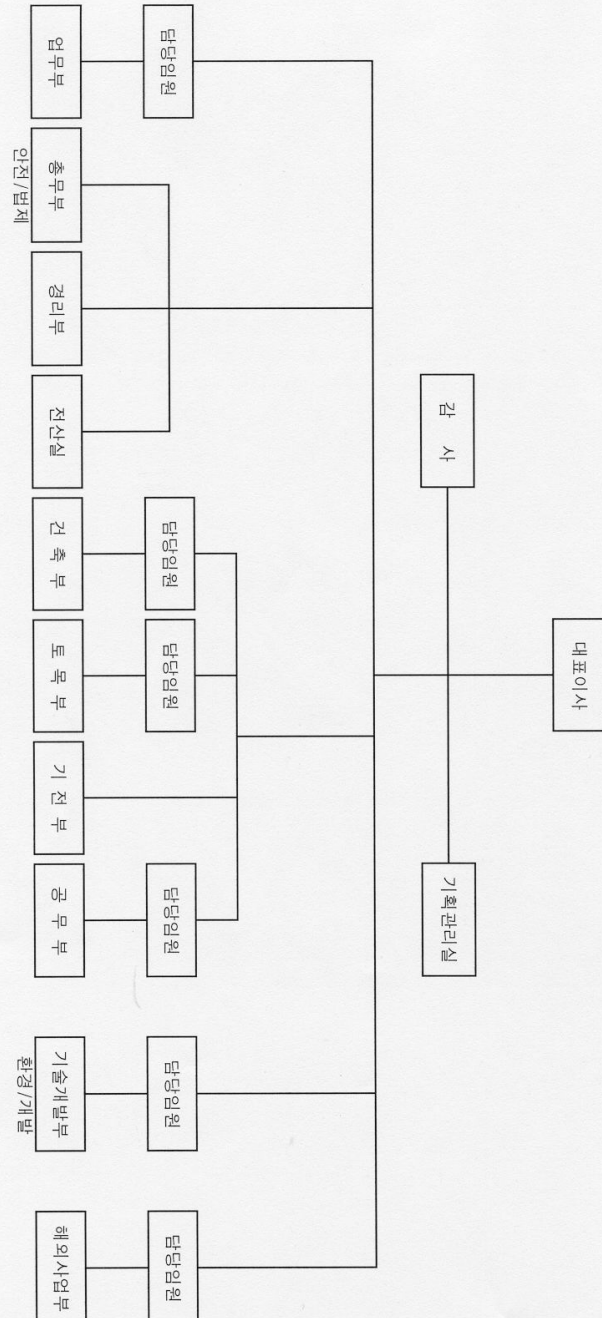 대표이사
감 사
기획관리실
담당임원
담당임원
담당임원
담당임원
담당임원
담당임원
업무부
총무부
경리부
전산실
건 축 부
토 목 부
기 전 부
공 무 부
기술개발부
해외사업부
안전/법제
환경/개발